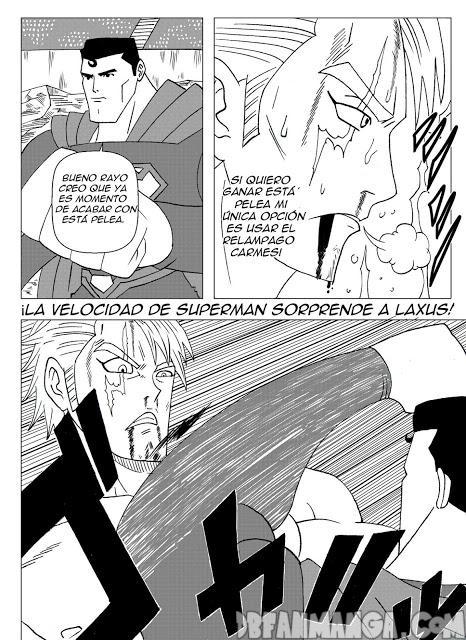 BUENO RAYO
CREO QUE YA
ES MOMENTO
DE ACABAR CON
ESTÁ PELEA.
SI QUIERO
GANAR ESTÁ
PELEA MI
ÚNICA OPCIÓN
ES USAR EL
RELAMPAGO
CARMESI
¡LA VELOCIDAD DE SUPERMAN SORPRENDE A LAXUS!
DBFANMANGA.COM